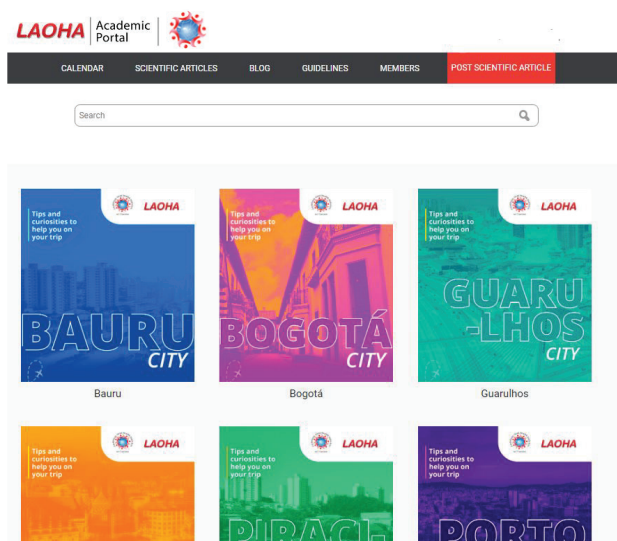 LAOHA Academic
Portal
CALENDAR SCIENTIFIC ARTICLES BLOG GUIDELINES MEMBERS POST SCIENTIFIC ARTICLE
Search
Tips and
curiosities to
help you on
your trip
LAOHA
BAURU
CITY
Bauru
Tips and
curiosities to
help you on
your trip
LAOHA
BOGOTÁ
CITY
Bogotá
Tips and
curiosities to
help you on
your trip
LAOHA
GUARU
-LHOS
CITY
Guarulhos
Tips and
curiosities to
help you on
your trip
LAOHA
Tips and
curiosities to
help you on
your trip
LAOHA
PIRACI-
Tips and
curiosities to
help you on
your trip
LAOHA
PORTO